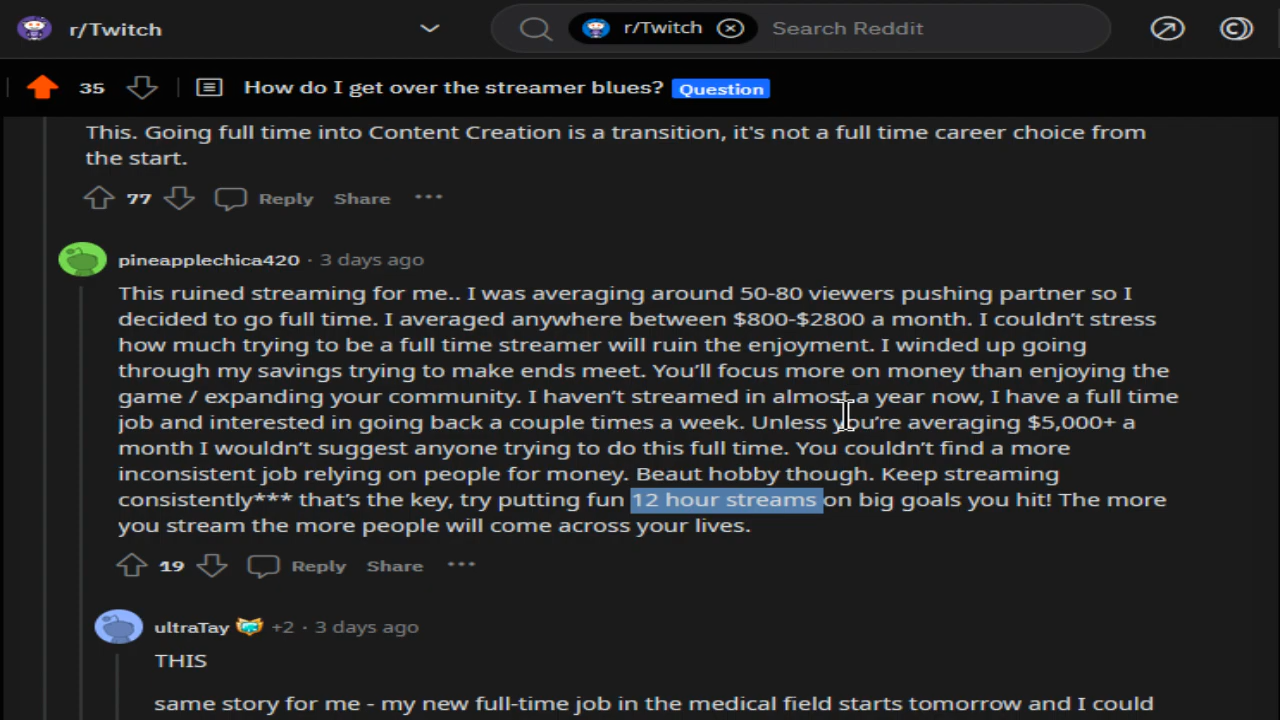 r/Twitch
r/Twitch Search Reddit
35 How do I get over the streamer blues? Question
This. Going full time into Content Creation is a transition, it's not a full time career choice from
the start.
77 Reply Share
pineapplechica420 · 3 days ago
This ruined streaming for me.. I was averaging around 50-80 viewers pushing partner so I
decided to go full time. I averaged anywhere between $800-$2800 a month. I couldn’t stress
how much trying to be a full time streamer will ruin the enjoyment. I winded up going
through my savings trying to make ends meet. You’ll focus more on money than enjoying the
game / expanding your community. I haven’t streamed in almost a year now, I have a full time
job and interested in going back a couple times a week. Unless you’re averaging $5,000+ a
month I wouldn’t suggest anyone trying to do this full time. You couldn’t find a more
inconsistent job relying on people for money. Beaut hobby though. Keep streaming
consistently*** that’s the key, try putting fun 12 hour streams on big goals you hit! The more
you stream the more people will come across your lives.
19 Reply Share
ultraTay +2 · 3 days ago
THIS
same story for me - my new full-time job in the medical field starts tomorrow and I could